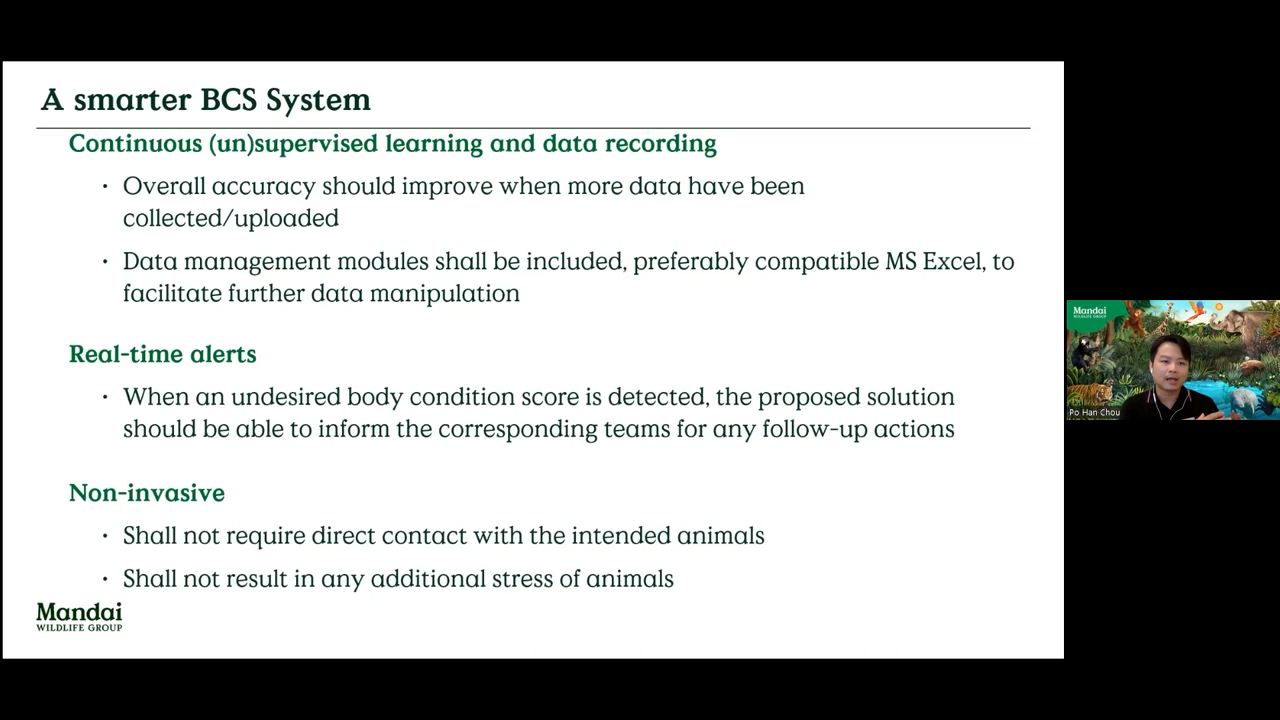 A smarter BCS System
Continuous (un)supervised learning and data recording
• Overall accuracy should improve when more data have been
collected/uploaded
• Data management modules shall be included, preferably compatible MS Excel, to
facilitate further data manipulation
Real-time alerts
• When an undesired body condition score is detected, the proposed solution
should be able to inform the corresponding teams for any follow-up actions
Non-invasive
• Shall not require direct contact with the intended animals
• Shall not result in any additional stress of animals
Mandai
WILDLIFE GROUP
Mandai
WILDLIFE GROUP
Po Han Chou